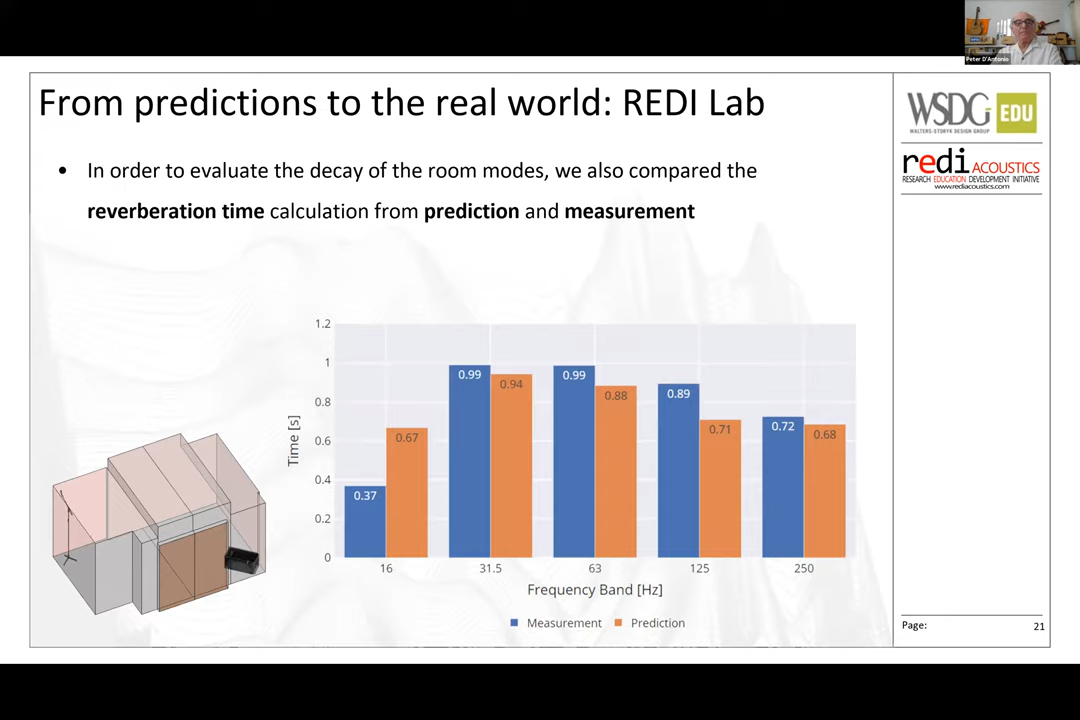 Peter D'Antonio
From predictions to the real world: REDI Lab
• In order to evaluate the decay of the room modes, we also compared the
reverberation time calculation from prediction and measurement
WSDG EDU
WALTERS-STORYK DESIGN GROUP
redi ACOUSTICS
RESEARCH EDUCATION DEVELOPMENT INITIATIVE
www.rediacoustics.com
1.2
1
0.8
0.6
0.4
0.2
0
Time [s]
0.37
0.67
0.99
0.94
0.99
0.88
0.89
0.71
0.72
0.68
16
31.5
63
125
250
Frequency Band [Hz]
Measurement
Prediction
Page:
21